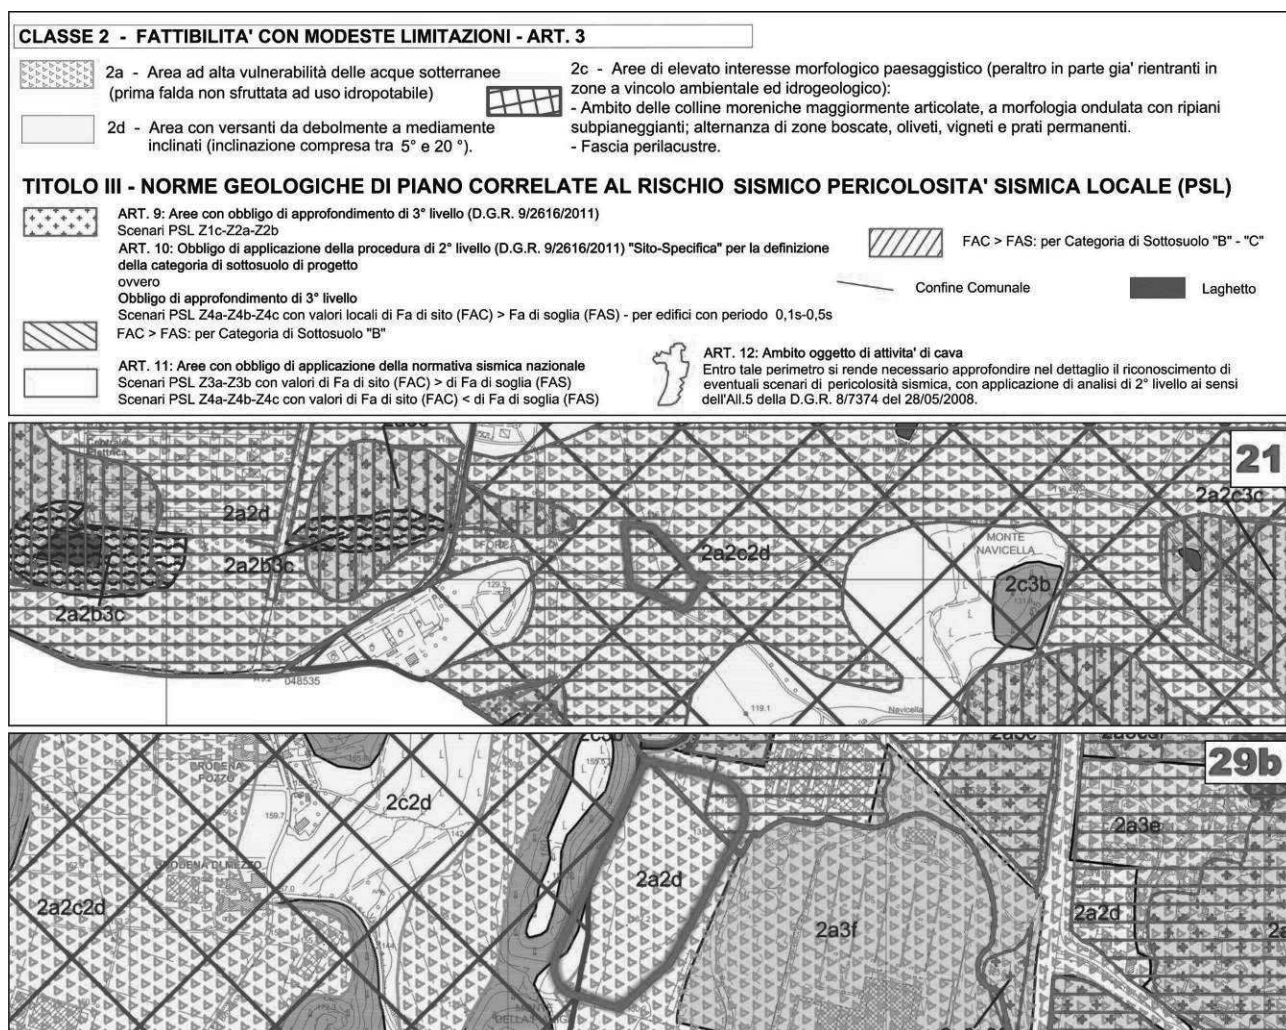 CLASSE 2 - FATTIBILITA' CON MODESTE LIMITAZIONI - ART. 3
2a - Area ad alta vulnerabilità delle acque sotterranee
(prima falda non sfruttata ad uso idropotabile)
2d - Area con versanti da debolmente a mediamente
inclinati (inclinazione compresa tra 5° e 20 °).
2c - Aree di elevato interesse morfologico paesaggistico (peraltro in parte gia' rientranti in
zone a vincolo ambientale ed idrogeologico):
- Ambito delle colline moreniche maggiormente articolate, a morfologia ondulata con ripiani
subpianeggianti; alternanza di zone boscate, oliveti, vigneti e prati permanenti.
- Fascia perilacustre.
TITOLO III - NORME GEOLOGICHE DI PIANO CORRELATE AL RISCHIO SISMICO PERICOLOSITA' SISMICA LOCALE (PSL)
ART. 9: Aree con obbligo di approfondimento di 3° livello (D.G.R. 9/2616/2011)
Scenari PSL Z1c-Z2a-Z2b
ART. 10: Obbligo di applicazione della procedura di 2° livello (D.G.R. 9/2616/2011) "Sito-Specifica" per la definizione
della categoria di sottosuolo di progetto
ovvero
Obbligo di approfondimento di 3° livello
Scenari PSL Z4a-Z4b-Z4c con valori locali di Fa di sito (FAC) > Fa di soglia (FAS) - per edifici con periodo 0,1s-0,5s
FAC > FAS: per Categoria di Sottosuolo "B"
FAC > FAS: per Categoria di Sottosuolo "B" - "C"
Confine Comunale
Laghetto
ART. 11: Aree con obbligo di applicazione della normativa sismica nazionale
Scenari PSL Z3a-Z3b con valori di Fa di sito (FAC) > di Fa di soglia (FAS)
Scenari PSL Z4a-Z4b-Z4c con valori di Fa di sito (FAC) < di Fa di soglia (FAS)
ART. 12: Ambito oggetto di attivita' di cava
Entro tale perimetro si rende necessario approfondire nel dettaglio il riconoscimento di
eventuali scenari di pericolosità sismica, con applicazione di analisi di 2° livello ai sensi
dell'All.5 della D.G.R. 8/7374 del 28/05/2008.
21
2a2c3c
2a2d
2a2b3c
2a2b3c
2a2c2d
MONTE
NAVICELLA
2c3b
129.3
048535
119.1
Navicella
29b
2c2d
159.7
2a2c2d
2a2d
2a3f
2a3e
2a2d